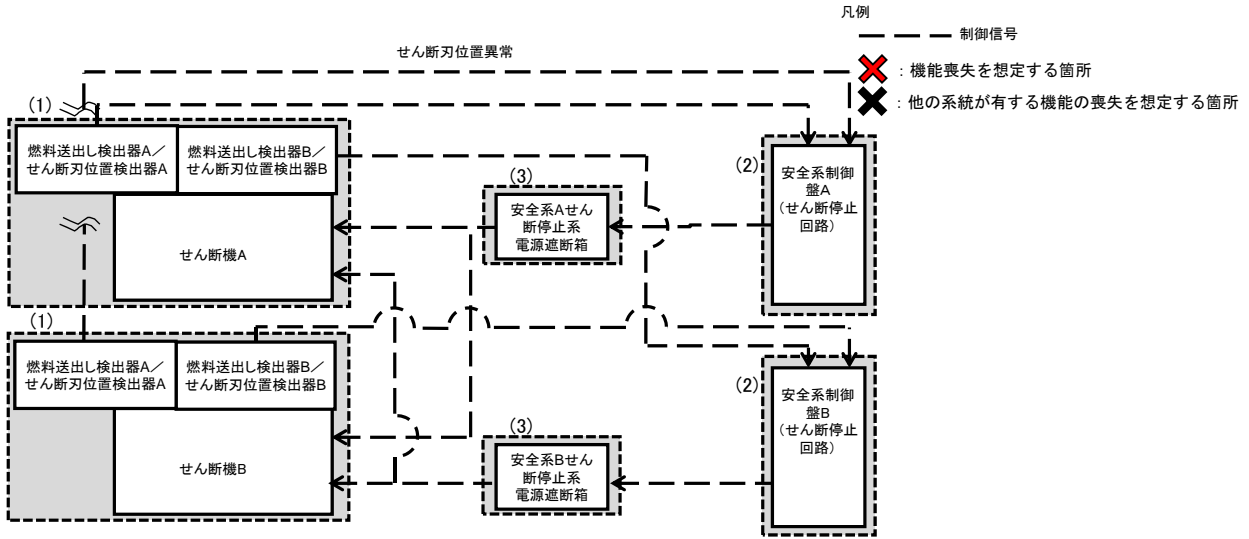 凡例
制御信号
せん断刃位置異常
：機能喪失を想定する箇所
：他の系統が有する機能の喪失を想定する箇所
(1)
燃料送出し検出器A／
せん断刃位置検出器A
燃料送出し検出器B／
せん断刃位置検出器B
せん断機A
(3)
安全系Aせん
断停止系
電源遮断箱
(2)
安全系制御
盤A
（せん断停止
回路）
(1)
燃料送出し検出器A／
せん断刃位置検出器A
燃料送出し検出器B／
せん断刃位置検出器B
せん断機B
(3)
安全系Bせん
断停止系
電源遮断箱
(2)
安全系制御
盤B
（せん断停止
回路）